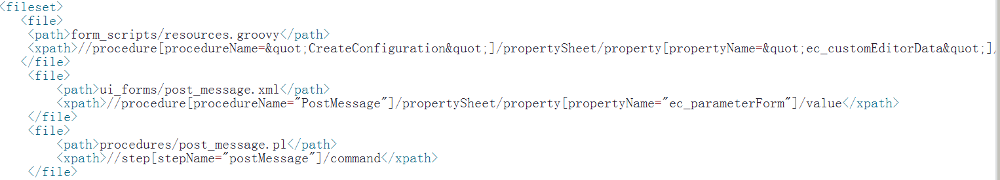 <fileset>
<file>
<path>form_scripts/resources.groovy</path>
<xpath>//procedure[procedureName=&quot;CreateConfiguration&quot;]/propertySheet/property[propertyName=&quot;ec_customEditorData&quot;]/
</file>
<file>
<path>ui_forms/post_message.xml</path>
<xpath>//procedure[procedureName="PostMessage"]/propertySheet/property[propertyName="ec_parameterForm"]/value</xpath>
</file>
<file>
<path>procedures/post_message.pl</path>
<xpath>//step[stepName="postMessage"]/command</xpath>
</file>